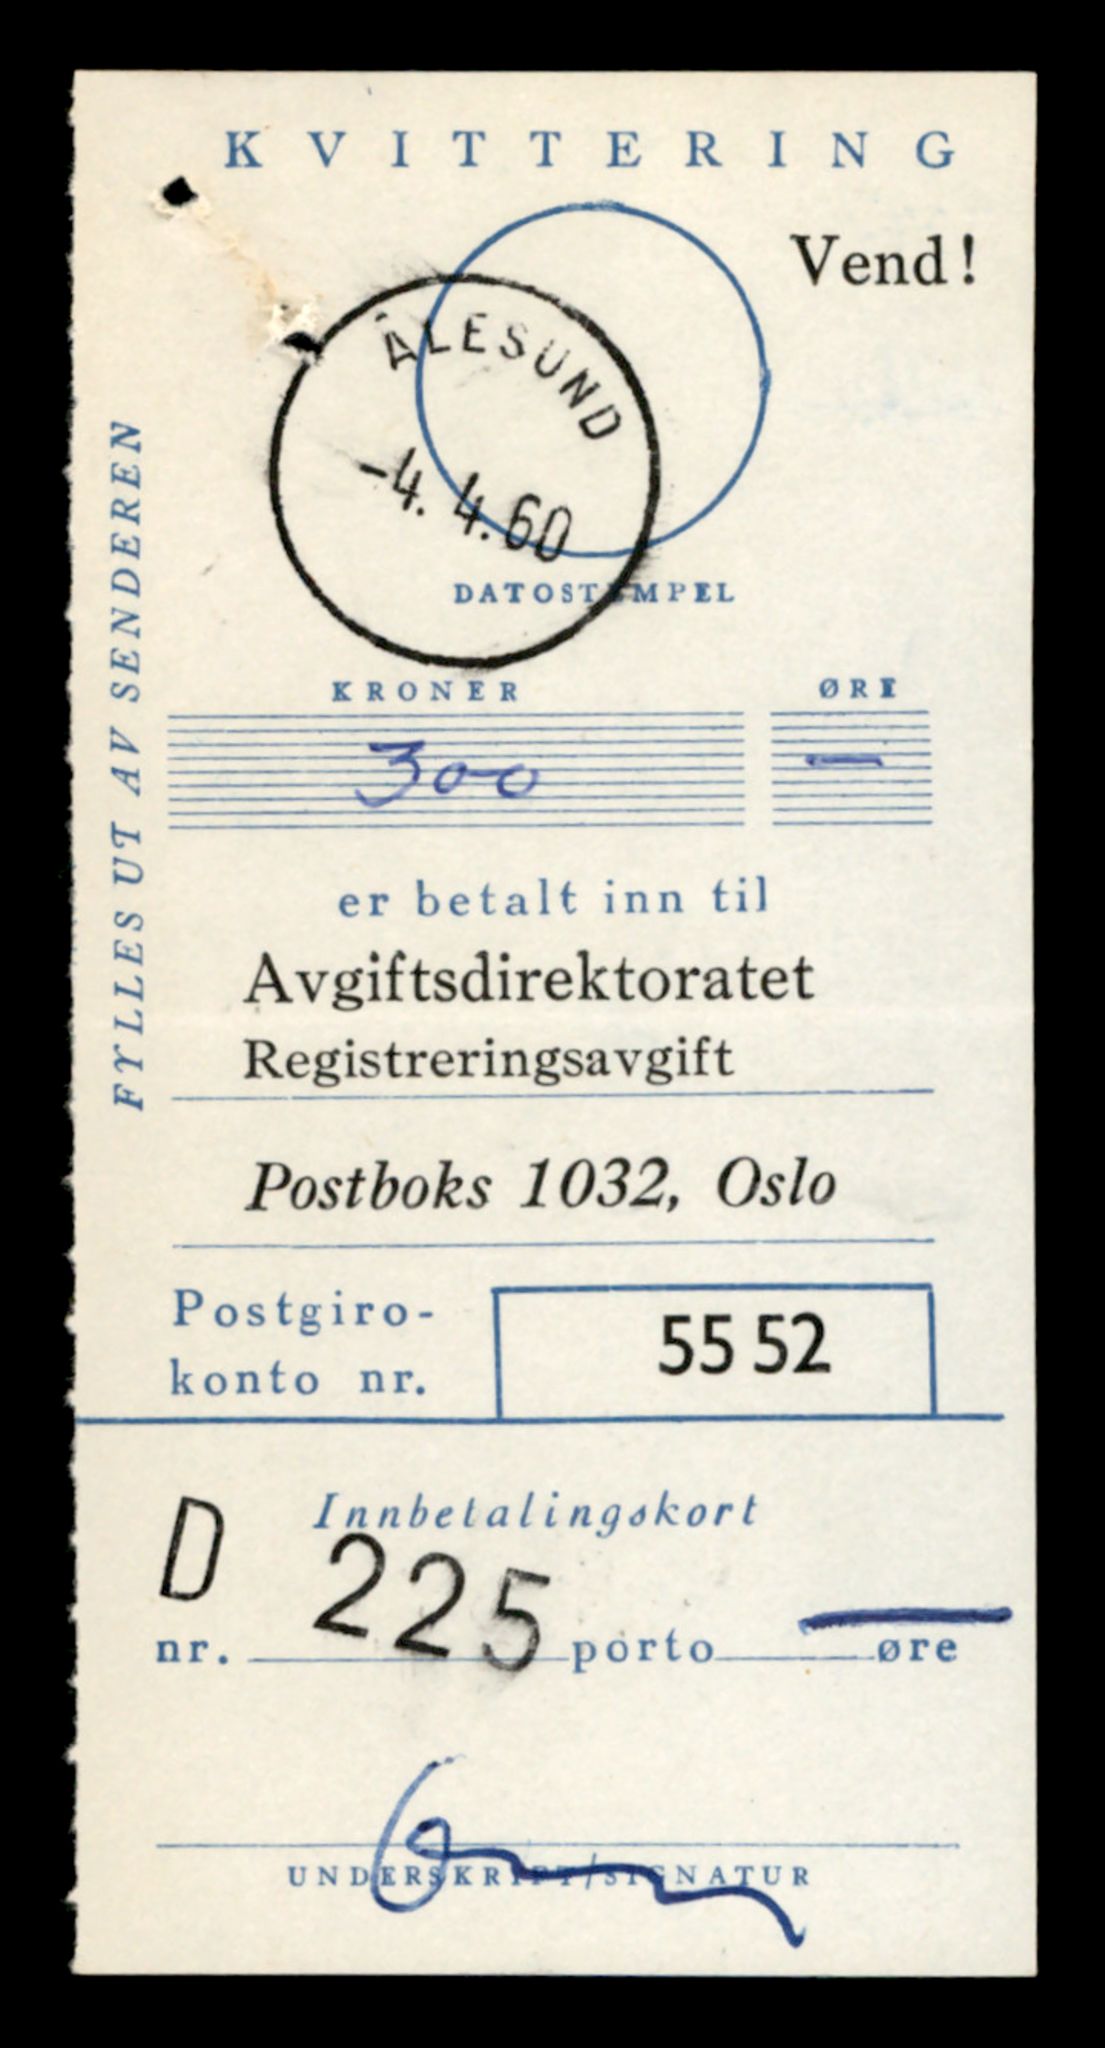 KVITTERING
Vend!
ÅLESUND
-4. 4.60
DATOSTEMPEL
FYLLES UT AV SENDEREN
KRONER ØRE
300 —
er betalt inn til
Avgiftsdirektoratet
Registreringsavgift
Postboks 1032, Oslo
Postgiro-
konto nr.
55 52
Innbetalingskort
D 225
nr. porto øre
UNDERSKRIFT/SIGNATUR